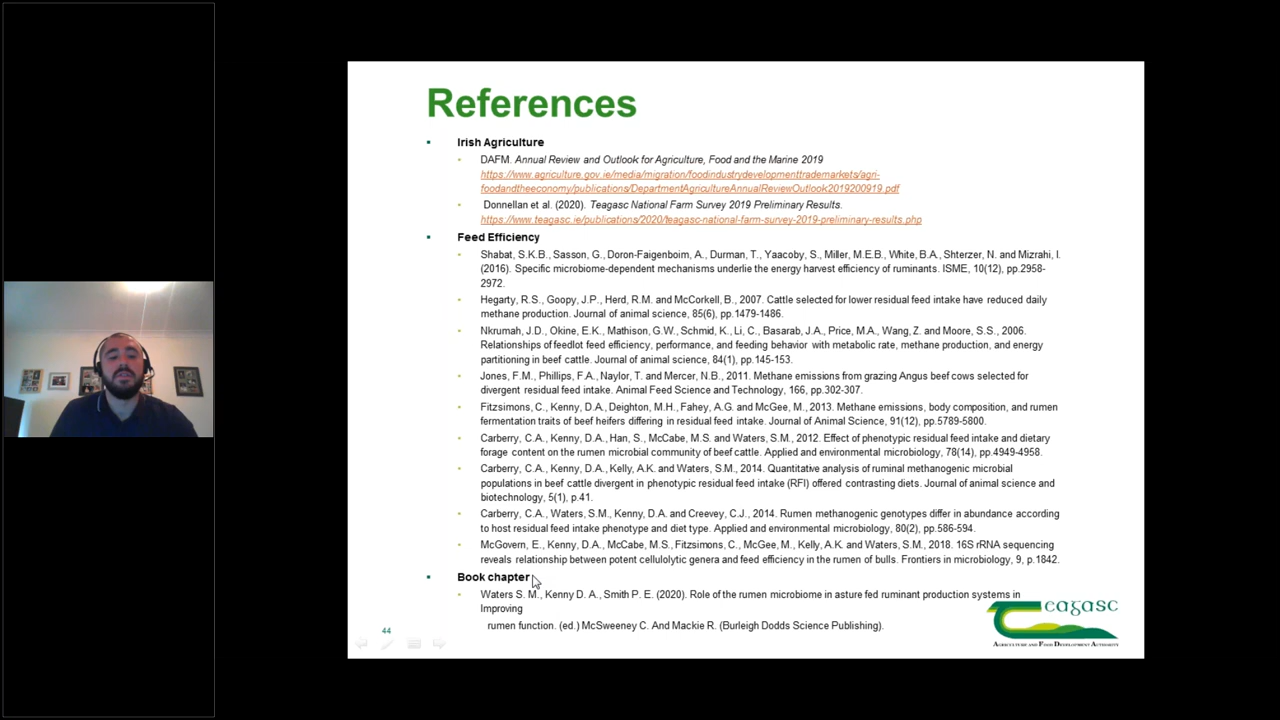 References
Irish Agriculture
DAFM. Annual Review and Outlook for Agriculture, Food and the Marine 2019
https://www.agriculture.gov.ie/media/migration/foodindustrydevelopmenttrademarkets/agri-
foodandtheeconomy/publications/DepartmentAgricultureAnnualReviewOutlook2019200919.pdf
Donnellan et al. (2020). Teagasc National Farm Survey 2019 Preliminary Results.
https://www.teagasc.ie/publications/2020/teagasc-national-farm-survey-2019-preliminary-results.php
Feed Efficiency
Shabat, S.K.B., Sasson, G., Doron-Faigenboim, A., Durman, T., Yaacoby, S., Miller, M.E.B., White, B.A., Shterzer, N. and Mizrahi, I.
(2016). Specific microbiome-dependent mechanisms underlie the energy harvest efficiency of ruminants. ISME, 10(12), pp.2958-
2972.
Hegarty, R.S., Goopy, J.P., Herd, R.M. and McCorkell, B., 2007. Cattle selected for lower residual feed intake have reduced daily
methane production. Journal of animal science, 85(6), pp.1479-1486.
Nkrumah, J.D., Okine, E.K., Mathison, G.W., Schmid, K., Li, C., Basarab, J.A., Price, M.A., Wang, Z. and Moore, S.S., 2006.
Relationships of feedlot feed efficiency, performance, and feeding behavior with metabolic rate, methane production, and energy
partitioning in beef cattle. Journal of animal science, 84(1), pp.145-153.
Jones, F.M., Phillips, F.A., Naylor, T. and Mercer, N.B., 2011. Methane emissions from grazing Angus beef cows selected for
divergent residual feed intake. Animal Feed Science and Technology, 166, pp.302-307.
Fitzsimons, C., Kenny, D.A., Deighton, M.H., Fahey, A.G. and McGee, M., 2013. Methane emissions, body composition, and rumen
fermentation traits of beef heifers differing in residual feed intake. Journal of Animal Science, 91(12), pp.5789-5800.
Carberry, C.A., Kenny, D.A., Han, S., McCabe, M.S. and Waters, S.M., 2012. Effect of phenotypic residual feed intake and dietary
forage content on the rumen microbial community of beef cattle. Applied and environmental microbiology, 78(14), pp.4949-4958.
Carberry, C.A., Kenny, D.A., Kelly, A.K. and Waters, S.M., 2014. Quantitative analysis of ruminal methanogenic microbial
populations in beef cattle divergent in phenotypic residual feed intake (RFI) offered contrasting diets. Journal of animal science and
biotechnology, 5(1), p.41.
Carberry, C.A., Waters, S.M., Kenny, D.A. and Creevey, C.J., 2014. Rumen methanogenic genotypes differ in abundance according
to host residual feed intake phenotype and diet type. Applied and environmental microbiology, 80(2), pp.586-594.
McGovern, E., Kenny, D.A., McCabe, M.S., Fitzsimons, C., McGee, M., Kelly, A.K. and Waters, S.M., 2018. 16S rRNA sequencing
reveals relationship between potent cellulolytic genera and feed efficiency in the rumen of bulls. Frontiers in microbiology, 9, p.1842.
Book chapter
Waters S. M., Kenny D. A., Smith P. E. (2020). Role of the rumen microbiome in asture fed ruminant production systems in
Improving
rumen function. (ed.) McSweeney C. And Mackie R. (Burleigh Dodds Science Publishing).
44
teagasc
Agriculture and Food Development Authority